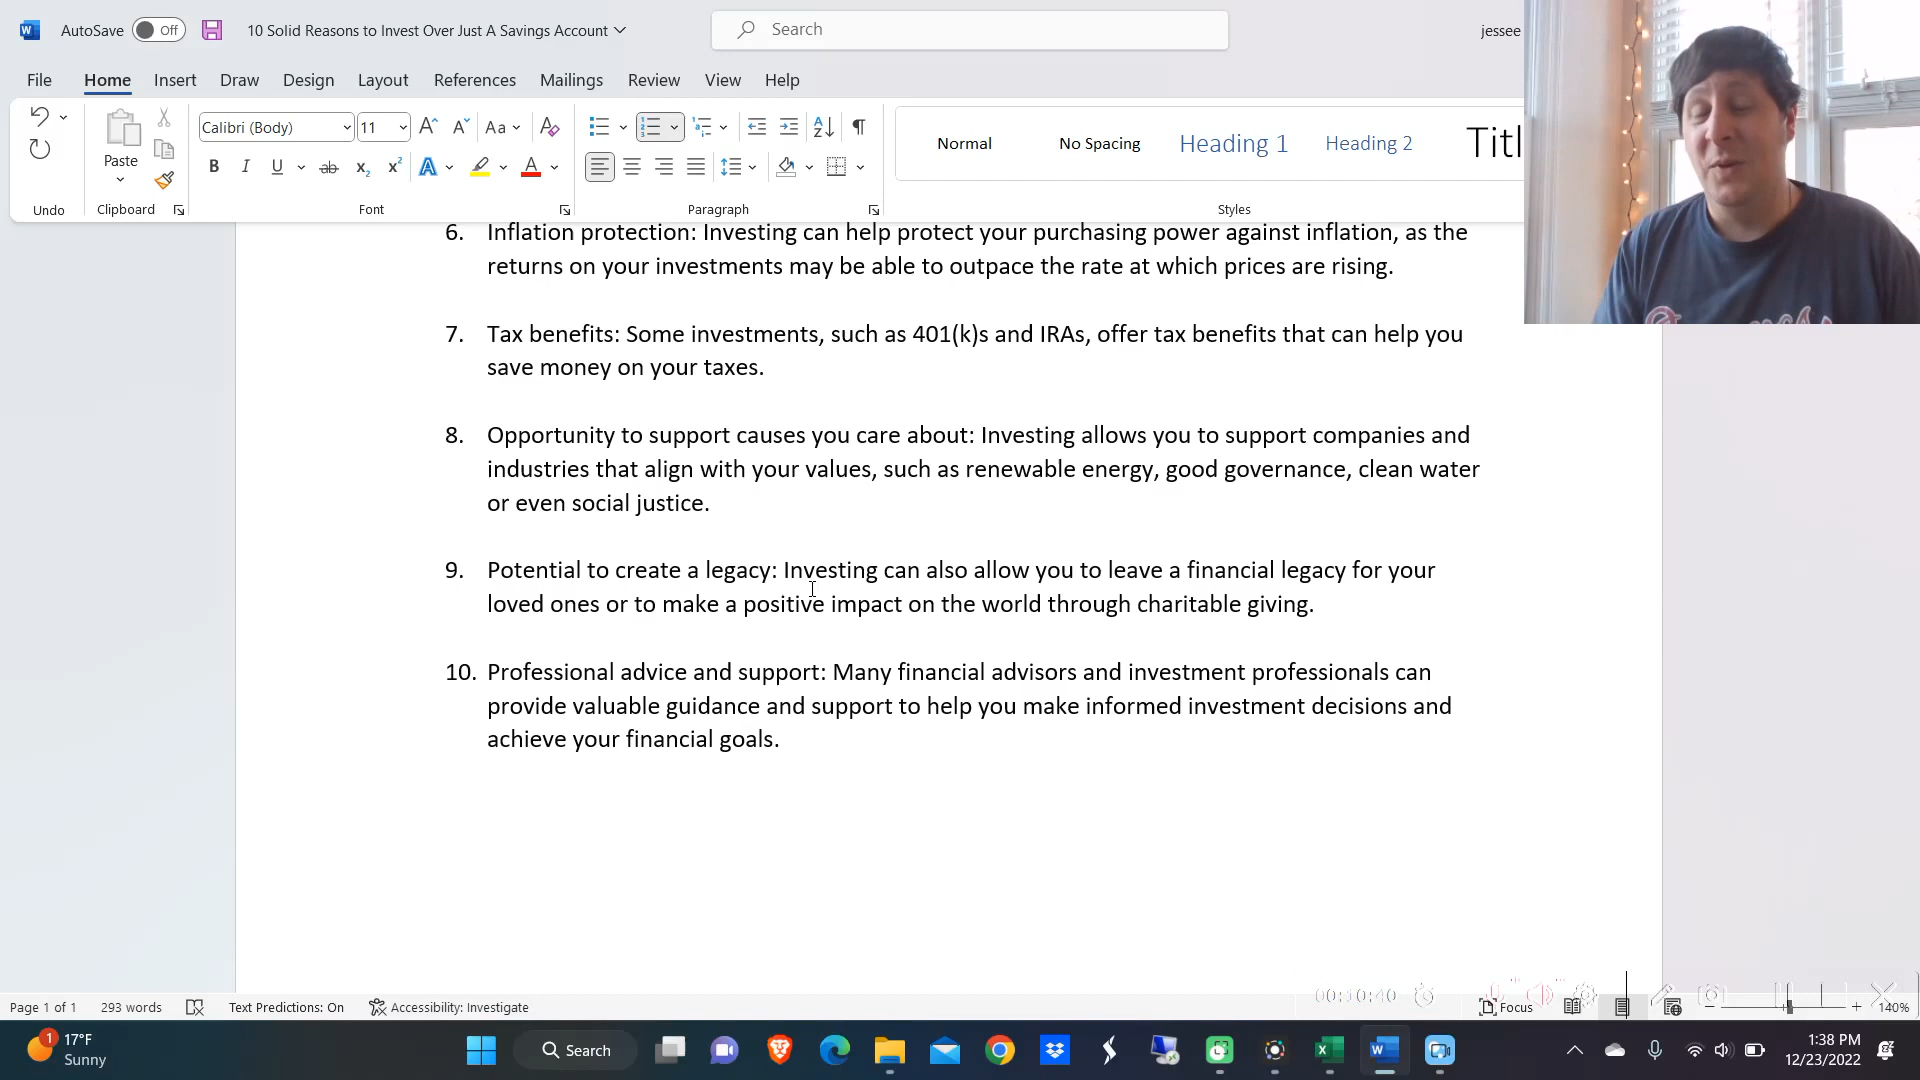 AutoSave Off 10 Solid Reasons to Invest Over Just A Savings Account Search jessee
File Home Insert Draw Design Layout References Mailings Review View Help
Calibri (Body) 11 Aa
Paste
Normal No Spacing Heading 1 Heading 2 Titl
Undo Clipboard Font Paragraph Styles
6. Inflation protection: Investing can help protect your purchasing power against inflation, as the
returns on your investments may be able to outpace the rate at which prices are rising.
7. Tax benefits: Some investments, such as 401(k)s and IRAs, offer tax benefits that can help you
save money on your taxes.
8. Opportunity to support causes you care about: Investing allows you to support companies and
industries that align with your values, such as renewable energy, good governance, clean water
or even social justice.
9. Potential to create a legacy: Investing can also allow you to leave a financial legacy for your
loved ones or to make a positive impact on the world through charitable giving.
10. Professional advice and support: Many financial advisors and investment professionals can
provide valuable guidance and support to help you make informed investment decisions and
achieve your financial goals.
00:10:40
Page 1 of 1 293 words Text Predictions: On Accessibility: Investigate Focus 140%
1 17°F
Sunny
Search
1:38 PM
12/23/2022